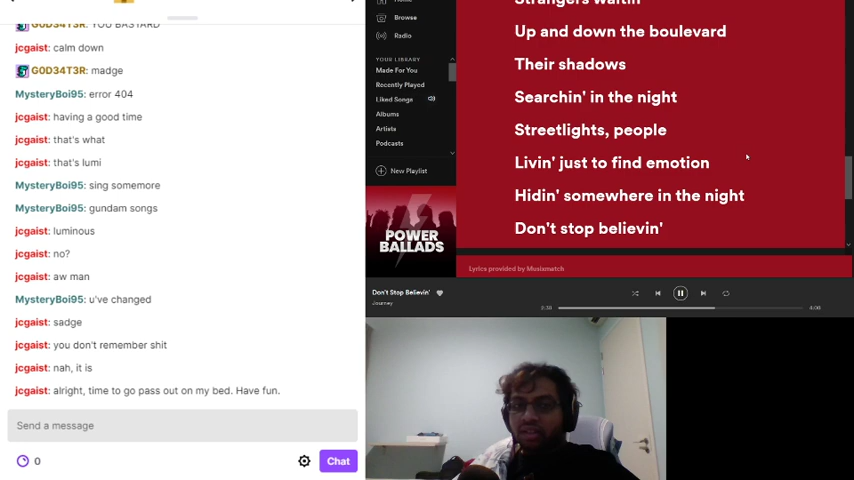 G0D34T3R: YOU BASTARD
jcgaist: calm down
G0D34T3R: madge
MysteryBoi95: error 404
jcgaist: having a good time
jcgaist: that's what
jcgaist: that's lumi
MysteryBoi95: sing somemore
MysteryBoi95: gundam songs
jcgaist: luminous
jcgaist: no?
jcgaist: aw man
MysteryBoi95: u've changed
jcgaist: sadge
jcgaist: you don't remember shit
jcgaist: nah, it is
jcgaist: alright, time to go pass out on my bed. Have fun.
Send a message
0
Chat
Browse
Radio
YOUR LIBRARY
Made For You
Recently Played
Liked Songs
Albums
Artists
Podcasts
New Playlist
POWER
BALLADS
Strangers waitin'
Up and down the boulevard
Their shadows
Searchin' in the night
Streetlights, people
Livin' just to find emotion
Hidin' somewhere in the night
Don't stop believin'
Lyrics provided by Musixmatch
Don't Stop Believin'
Journey